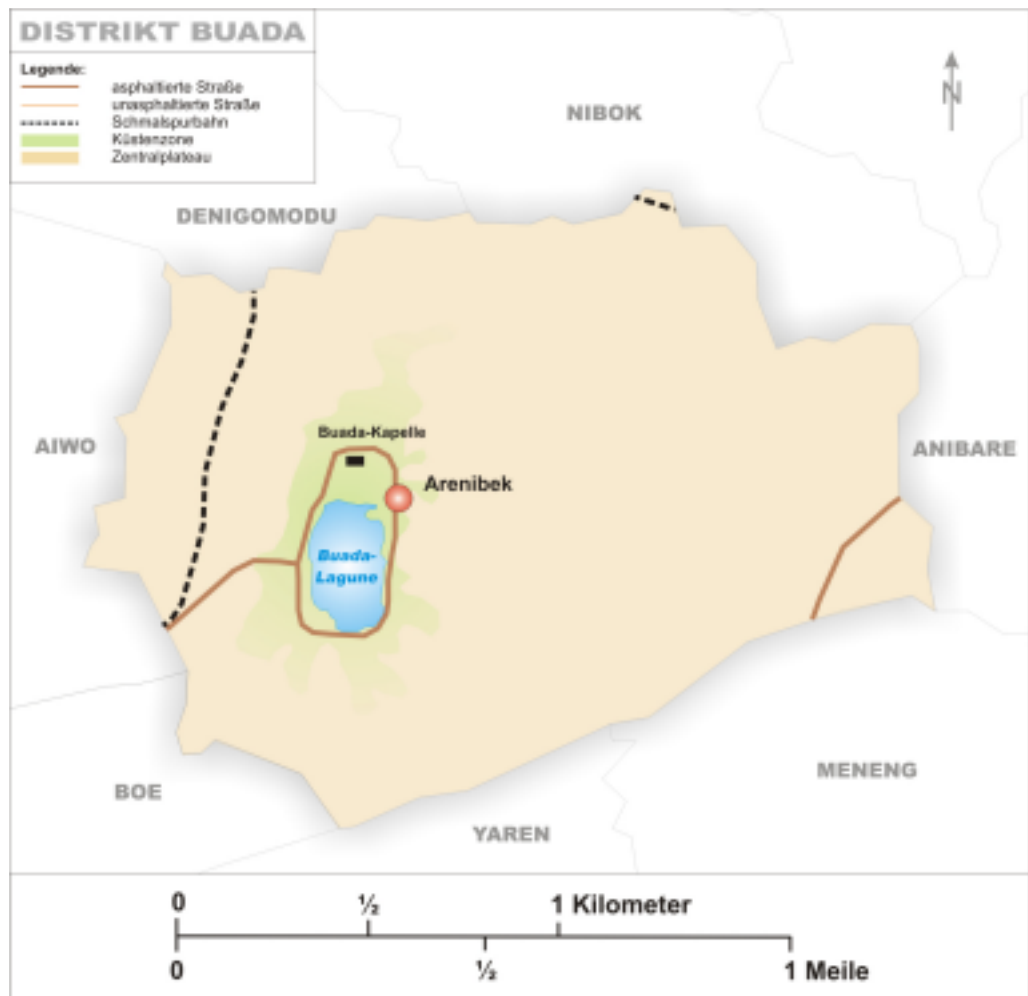 DISTRIKT BUADA
Legende:
asphaltierte Straße
unasphaltierte Straße
Schmalspurbahn
Küstenzone
Zentralplateau
N
NIBOK
DENIGOMODU
AIWO
Buada-Kapelle
Arenibek
ANIBARE
Buada-
Lagune
MENENG
BOE
YAREN
0 ½ 1 Kilometer
0 ½ 1 Meile